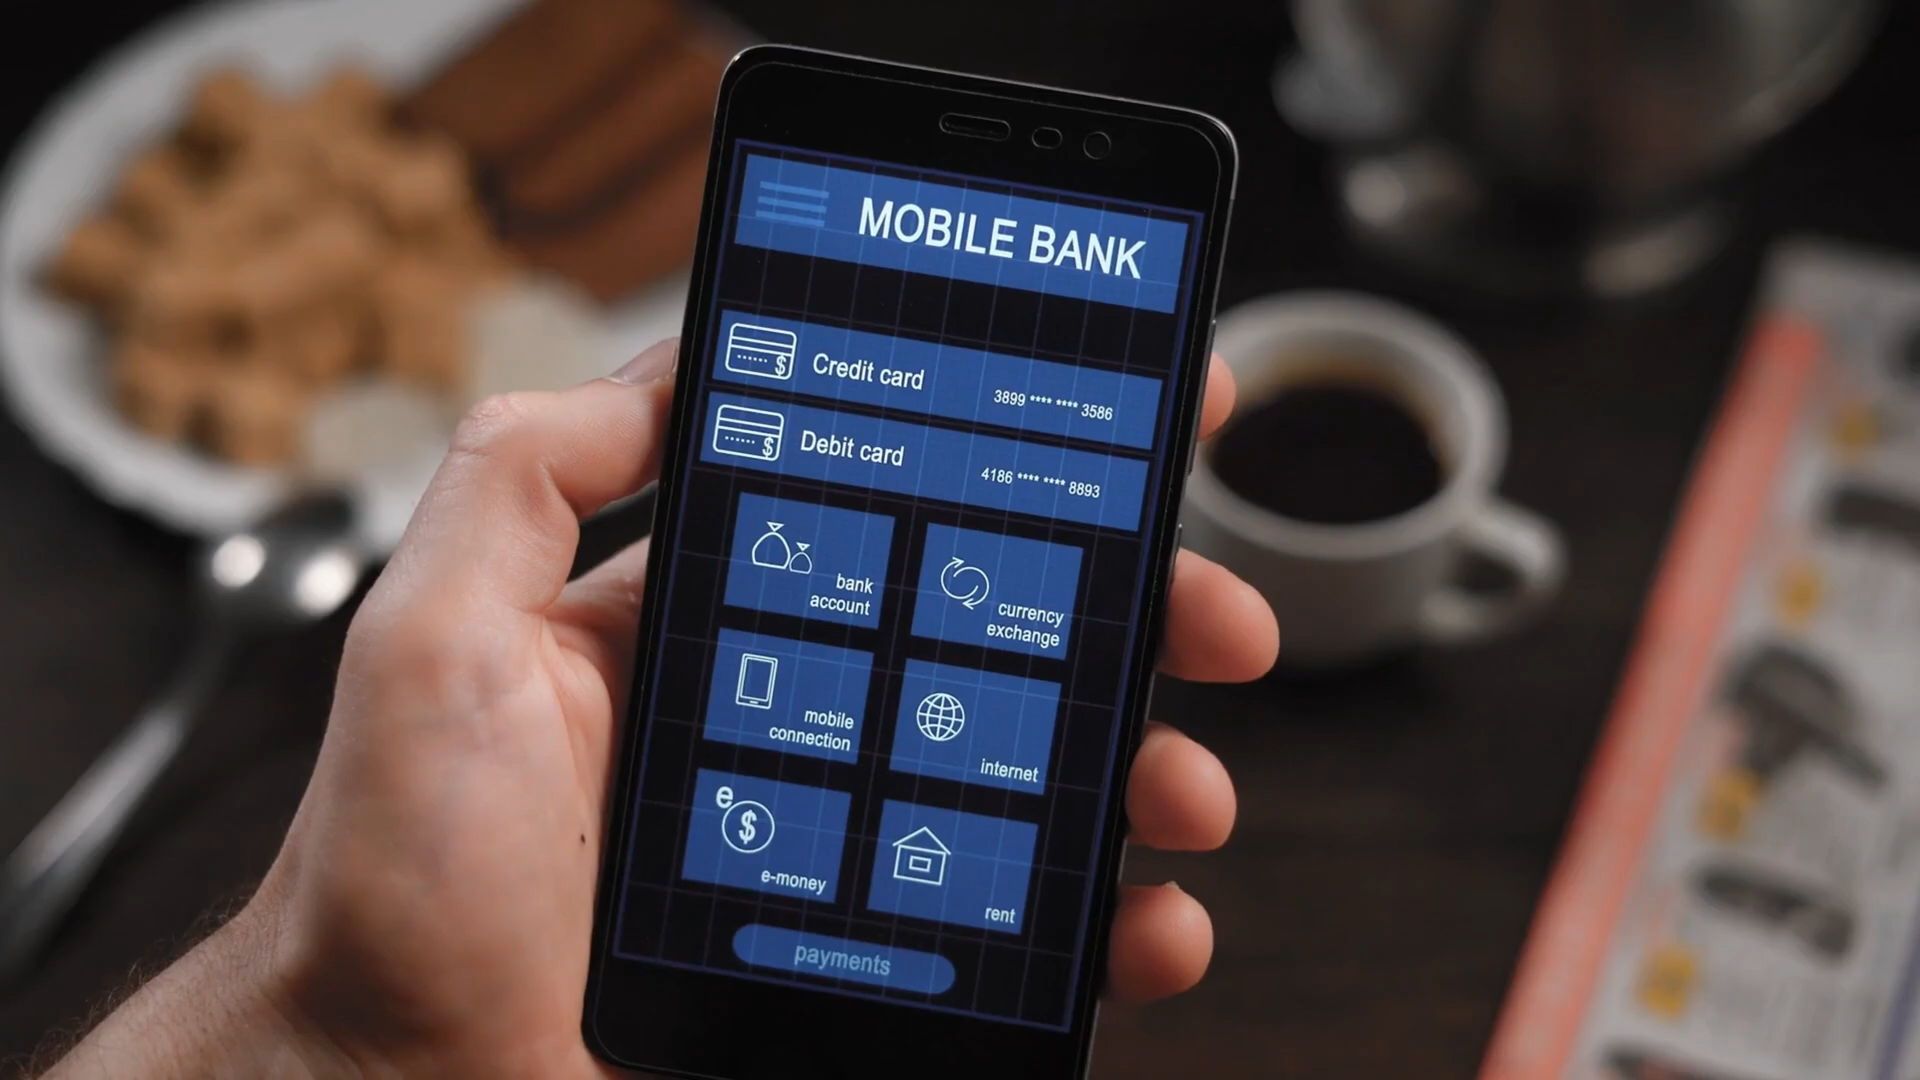 MOBILE BANK
Credit card
3899 **** **** 3586
Debit card
4186 **** **** 8893
bank
account
currency
exchange
mobile
connection
internet
e
$
e-money
rent
payments